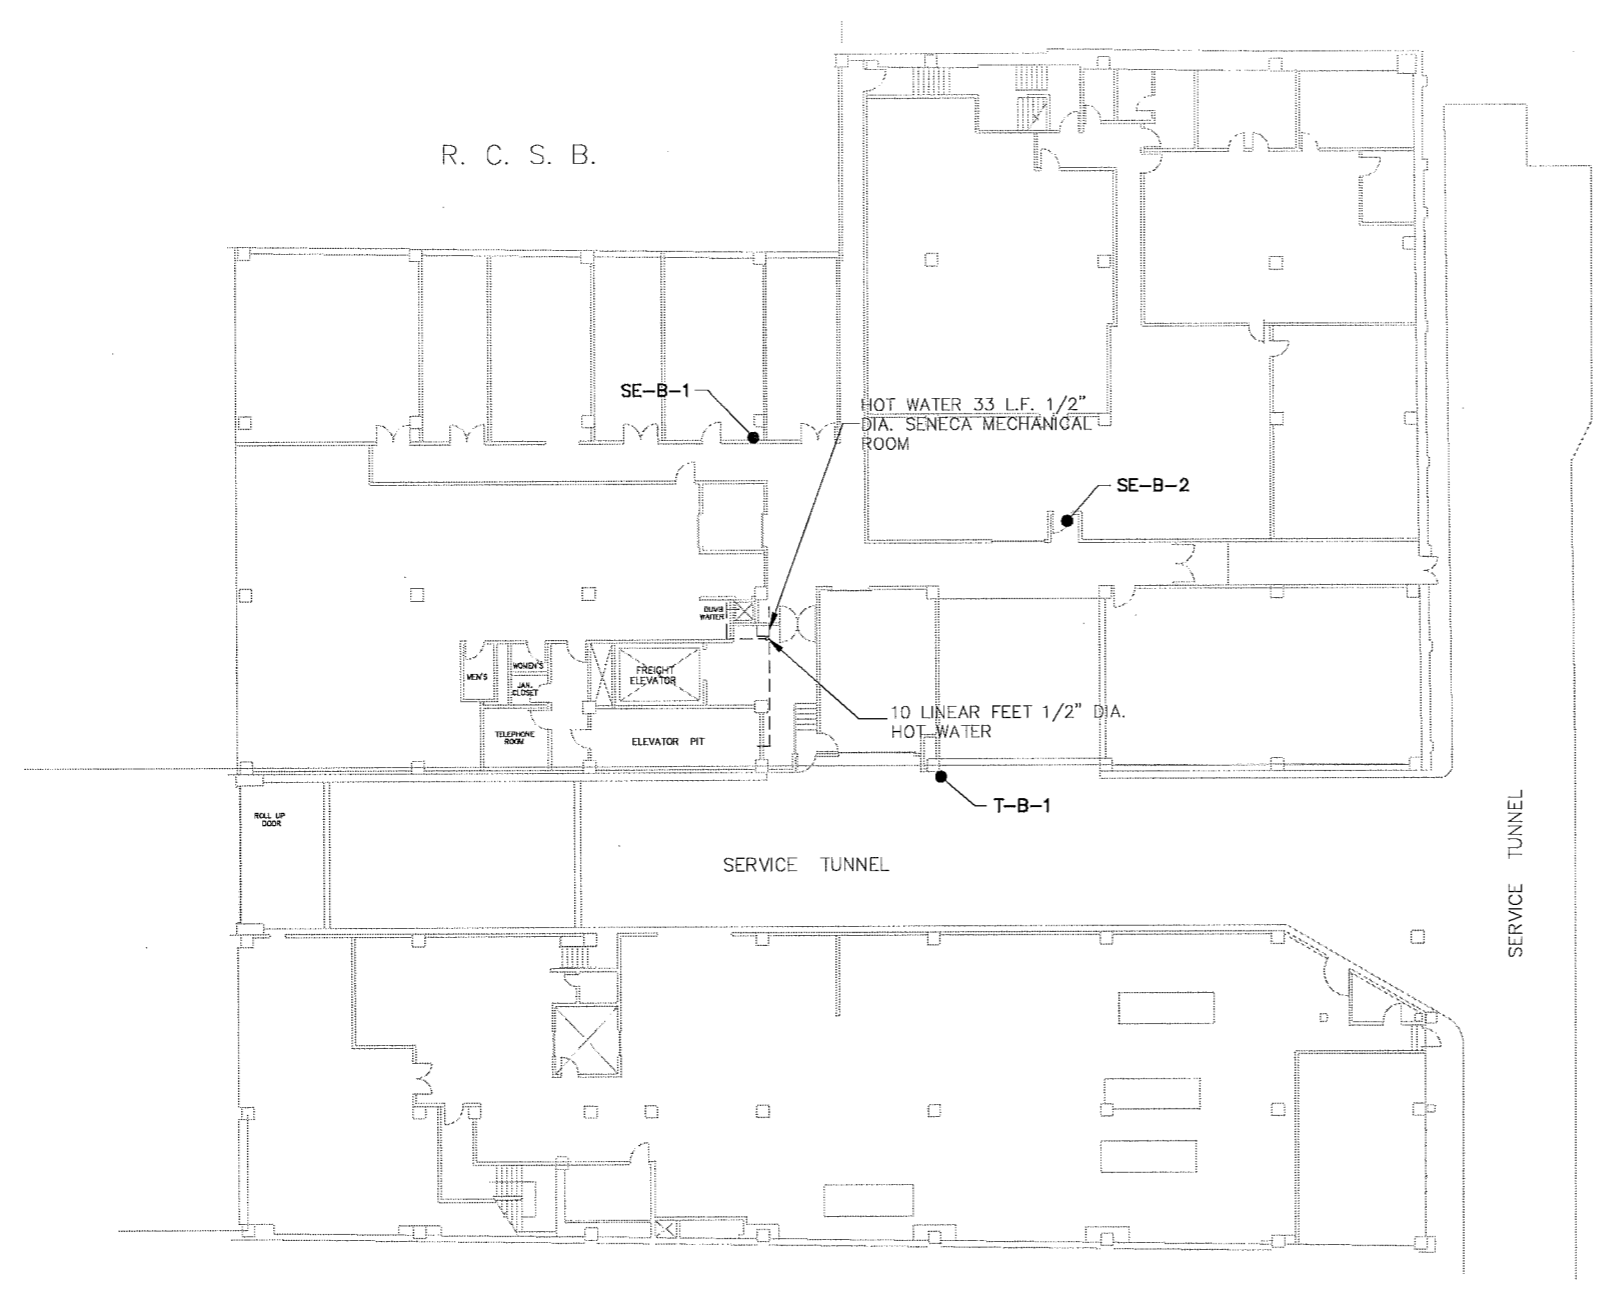 R. C. S. B.
SE-B-1
HOT WATER 33 L.F. 1/2"
DIA. SENECA MECHANICAL
ROOM
SE-B-2
DUMB
WAITER
MEN'S
WOMEN'S
JAN.
CLOSET
FREIGHT
ELEVATOR
10 LINEAR FEET 1/2" DIA.
HOT WATER
TELEPHONE
ROOM
ELEVATOR PIT
T-B-1
ROLL UP
DOOR
SERVICE TUNNEL
SERVICE TUNNEL